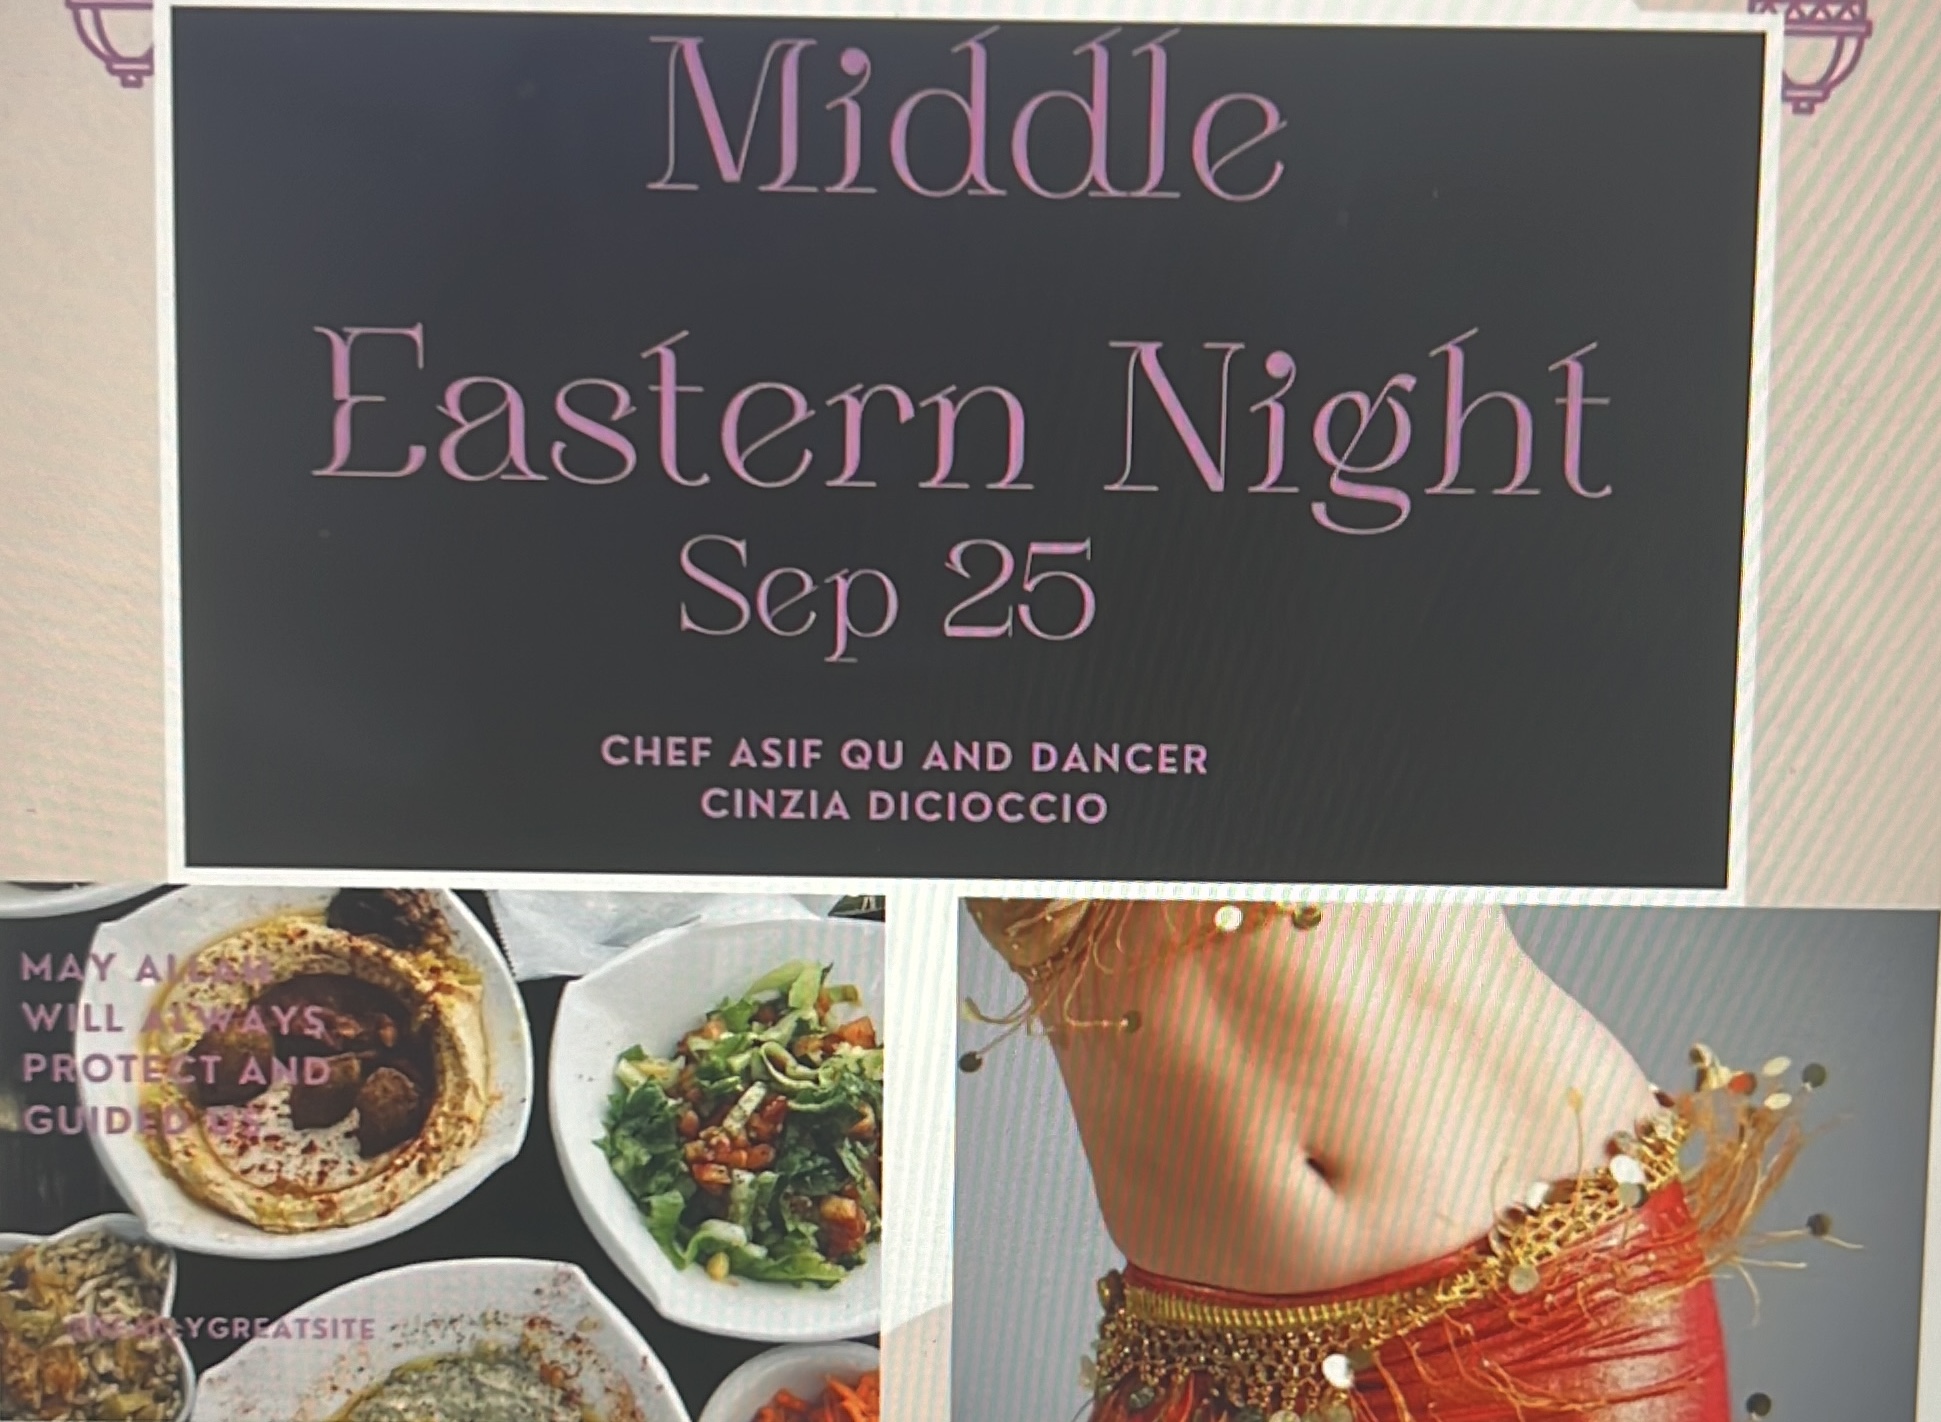 Middle
Eastern Night
Sep 25
CHEF ASIF QU AND DANCER
CINZIA DICIOCCIO
MAY ALLAH
WILL ALWAYS
PROTECT AND
GUIDED US
@REALLYGREATSITE